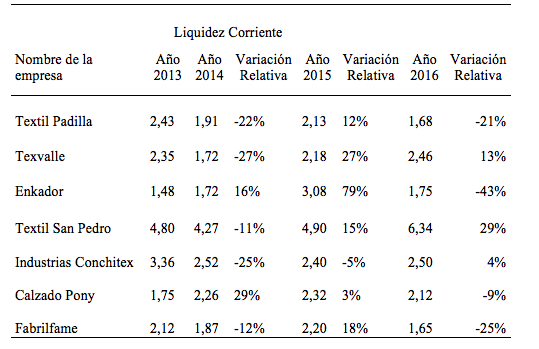 Liquidez Corriente
Nombre de la empresa Año 2013 Año 2014 Variación Relativa Año 2015 Variación Relativa Año 2016 Variación Relativa
Textil Padilla 2,43 1,91 -22% 2,13 12% 1,68 -21%
Texvalle 2,35 1,72 -27% 2,18 27% 2,46 13%
Enkador 1,48 1,72 16% 3,08 79% 1,75 -43%
Textil San Pedro 4,80 4,27 -11% 4,90 15% 6,34 29%
Industrias Conchitex 3,36 2,52 -25% 2,40 -5% 2,50 4%
Calzado Pony 1,75 2,26 29% 2,32 3% 2,12 -9%
Fabrilfame 2,12 1,87 -12% 2,20 18% 1,65 -25%